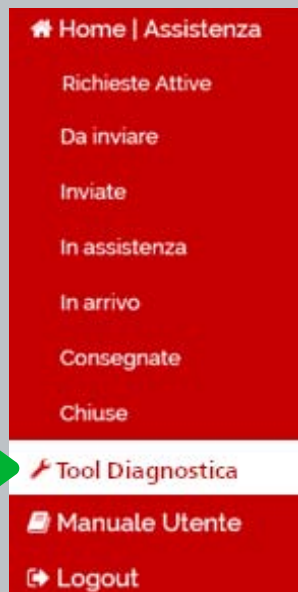 Home | Assistenza
Richieste Attive
Da inviare
Inviate
In assistenza
In arrivo
Consegnate
Chiuse
Tool Diagnostica
Manuale Utente
Logout